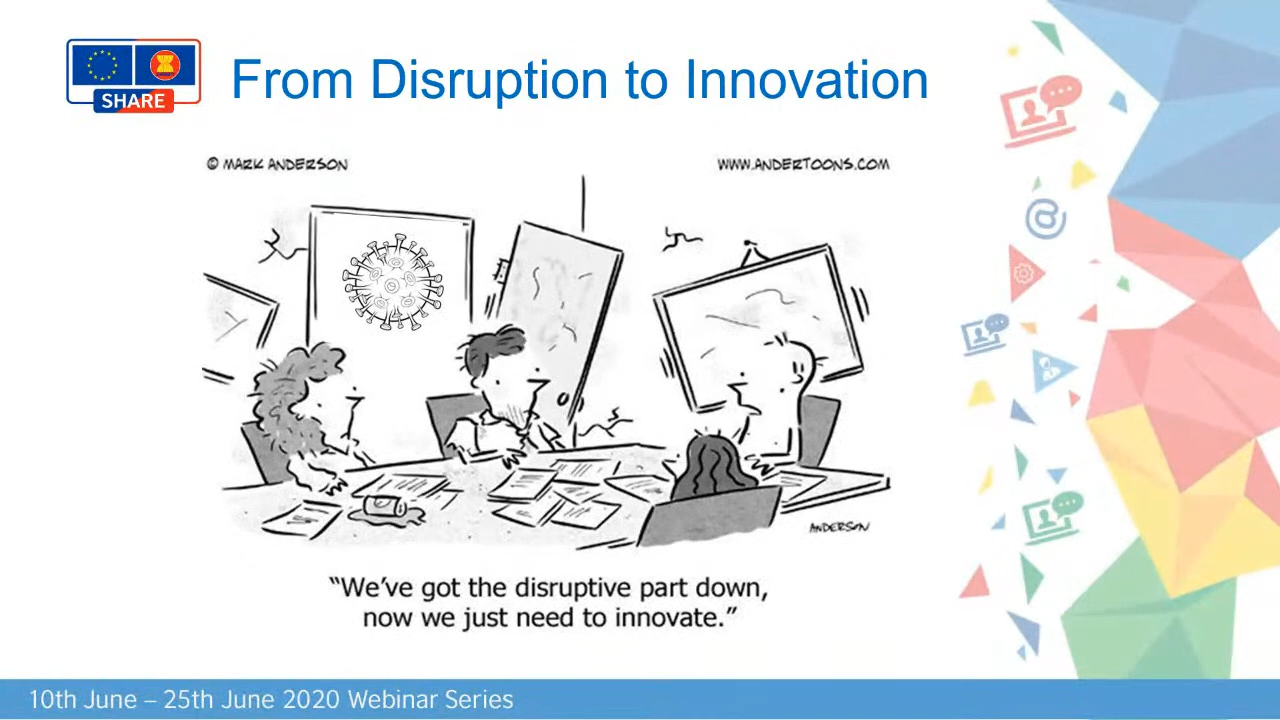 SHARE
From Disruption to Innovation
© MARK ANDERSON
WWW.ANDERTOONS.COM
ANDERSON
“We’ve got the disruptive part down,
now we just need to innovate.”
10th June – 25th June 2020 Webinar Series